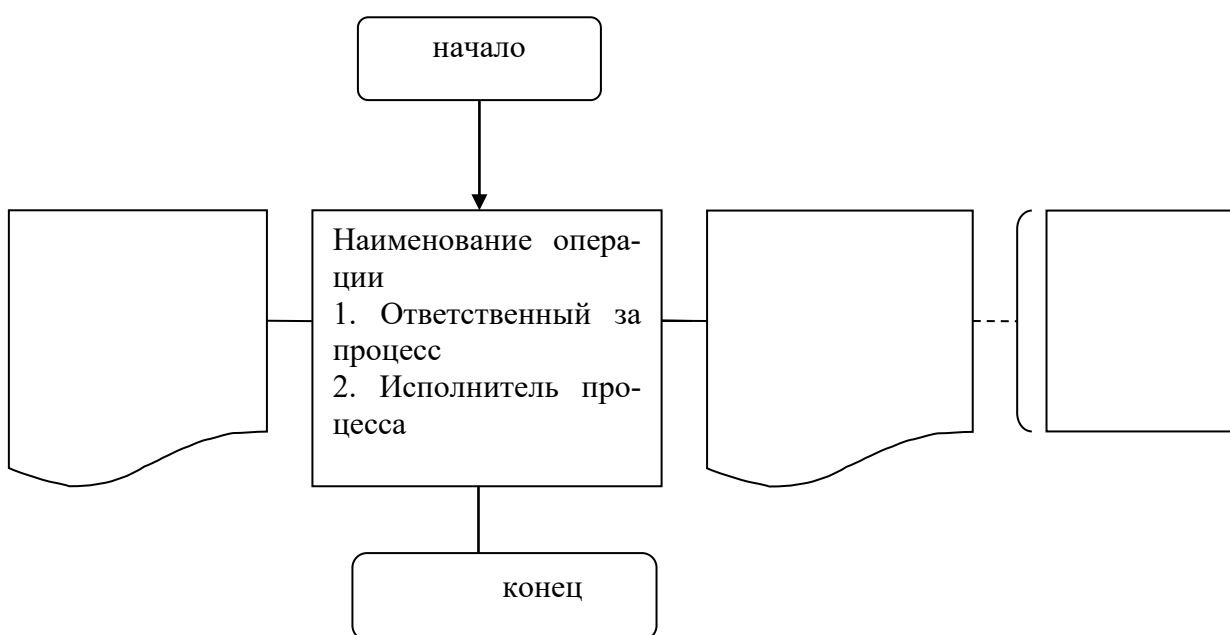 начало
Наименование опера-
ции
1. Ответственный за
процесс
2. Исполнитель про-
цесса
конец